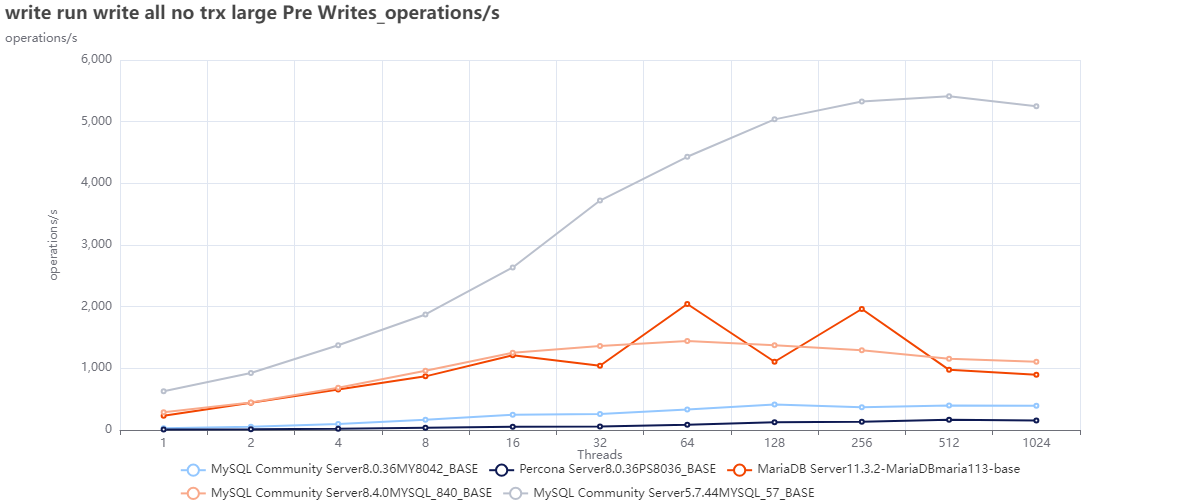 write run write all no trx large Pre Writes_operations/s
operations/s
6,000
5,000
4,000
3,000
2,000
1,000
0
operations/s
1 2 4 8 16 32 64 128 256 512 1024
Threads
MySQL Community Server8.0.36MY8042_BASE Percona Server8.0.36PS8036_BASE MariaDB Server11.3.2-MariaDBmaria113-base
MySQL Community Server8.4.0MYSQL_840_BASE MySQL Community Server5.7.44MYSQL_57_BASE